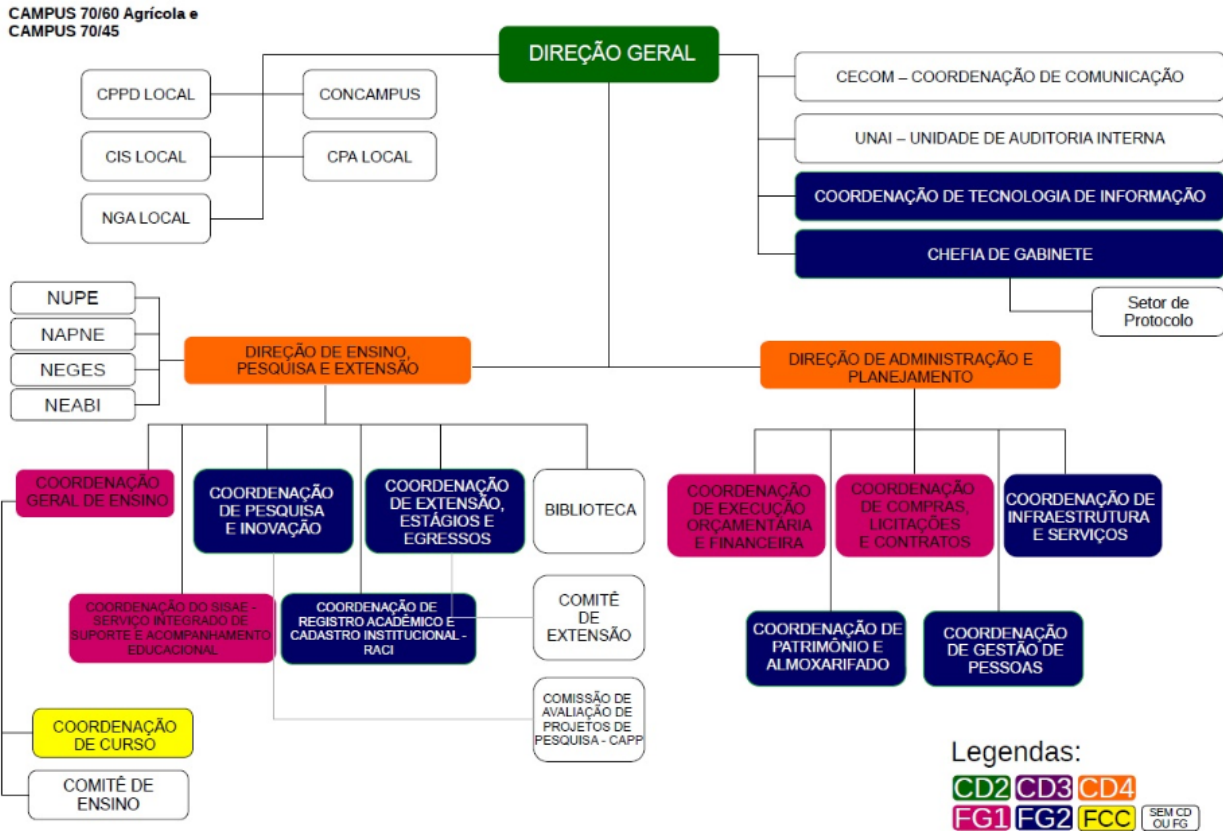 CAMPUS 70/60 Agrícola e
CAMPUS 70/45
DIREÇÃO GERAL
CPPD LOCAL
CONCAMPUS
CIS LOCAL
CPA LOCAL
NGA LOCAL
CECOM – COORDENAÇÃO DE COMUNICAÇÃO
UNAI – UNIDADE DE AUDITORIA INTERNA
COORDENAÇÃO DE TECNOLOGIA DE INFORMAÇÃO
CHEFIA DE GABINETE
Setor de
Protocolo
NUPE
NAPNE
NEGES
NEABI
DIREÇÃO DE ENSINO,
PESQUISA E EXTENSÃO
DIREÇÃO DE ADMINISTRAÇÃO E
PLANEJAMENTO
COORDENAÇÃO
GERAL DE ENSINO
COORDENAÇÃO
DE PESQUISA
E INOVAÇÃO
COORDENAÇÃO
DE EXTENSÃO,
ESTÁGIOS E
EGRESSOS
BIBLIOTECA
COORDENAÇÃO
DE EXECUÇÃO
ORÇAMENTÁRIA
E FINANCEIRA
COORDENAÇÃO
DE COMPRAS,
LICITAÇÕES
E CONTRATOS
COORDENAÇÃO DE
INFRAESTRUTURA
E SERVIÇOS
COORDENAÇÃO DO SISAE -
SERVIÇO INTEGRADO DE
SUPORTE E ACOMPANHAMENTO
EDUCACIONAL
COORDENAÇÃO DE
REGISTRO ACADÊMICO E
CADASTRO INSTITUCIONAL -
RACI
COMITÊ
DE
EXTENSÃO
COORDENAÇÃO DE
PATRIMÔNIO E
ALMOXARIFADO
COORDENAÇÃO
DE GESTÃO DE
PESSOAS
COMISSÃO DE
AVALIAÇÃO DE
PROJETOS DE
PESQUISA - CAPP
COORDENAÇÃO
DE CURSO
COMITÊ DE
ENSINO
Legendas:
CD2 CD3 CD4
FG1 FG2 FCC SEM CD
OU FG